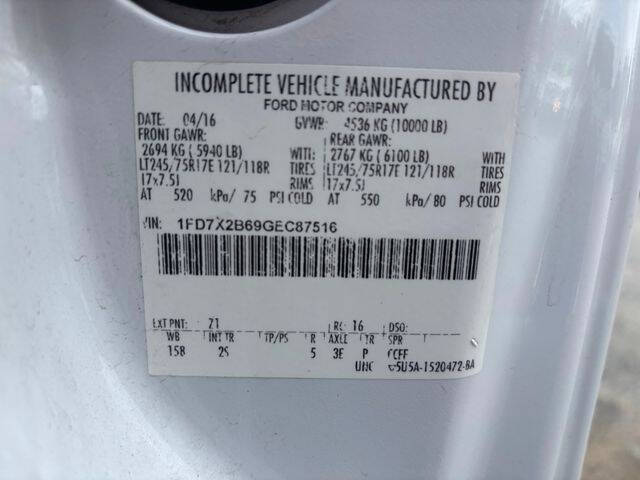 INCOMPLETE VEHICLE MANUFACTURED BY
FORD MOTOR COMPANY
DATE: 04/16 GVWR: 4536 KG (10000 LB)
FRONT GAWR: REAR GAWR:
2694 KG ( 5940 LB) WITH 2767 KG ( 6100 LB) WITH
LT245/75R17E 121/118R TIRES LT245/75R17E 121/118R TIRES
17x7.5J RIMS 17x7.5J RIMS
AT 520 kPa/ 75 PSI COLD AT 550 kPa/ 80 PSI COLD
VIN: 1FD7X2B69GEC87516
EXT PNT: Z1 RC: 16 DSO:
WB INT TR TP/PS R AXLE TR SPR
158 2S 5 3E P
UNC 5U5A-1520472-BA